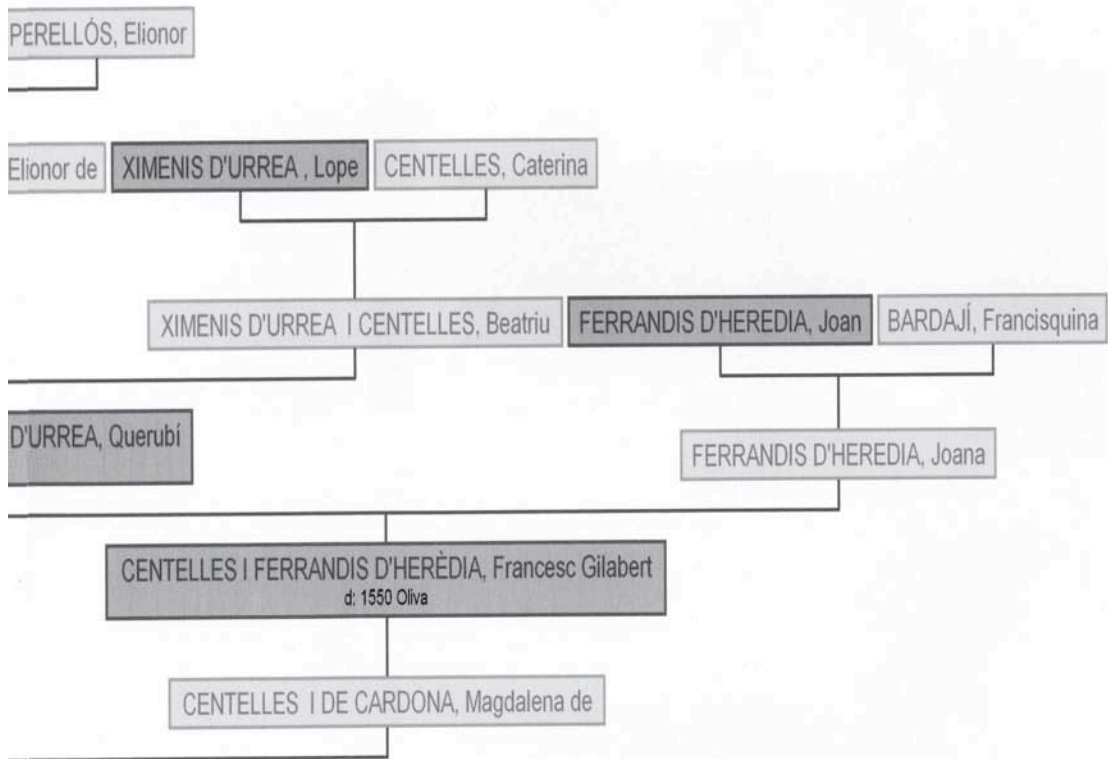 PERELLÓS, Elionor
Elionor de
XIMENIS D'URREA , Lope
CENTELLES, Caterina
XIMENIS D'URREA I CENTELLES, Beatriu
FERRANDIS D'HEREDIA, Joan
BARDAJÍ, Francisquina
D'URREA, Querubí
FERRANDIS D'HEREDIA, Joana
CENTELLES I FERRANDIS D'HERÈDIA, Francesc Gilabert
d: 1550 Oliva
CENTELLES I DE CARDONA, Magdalena de